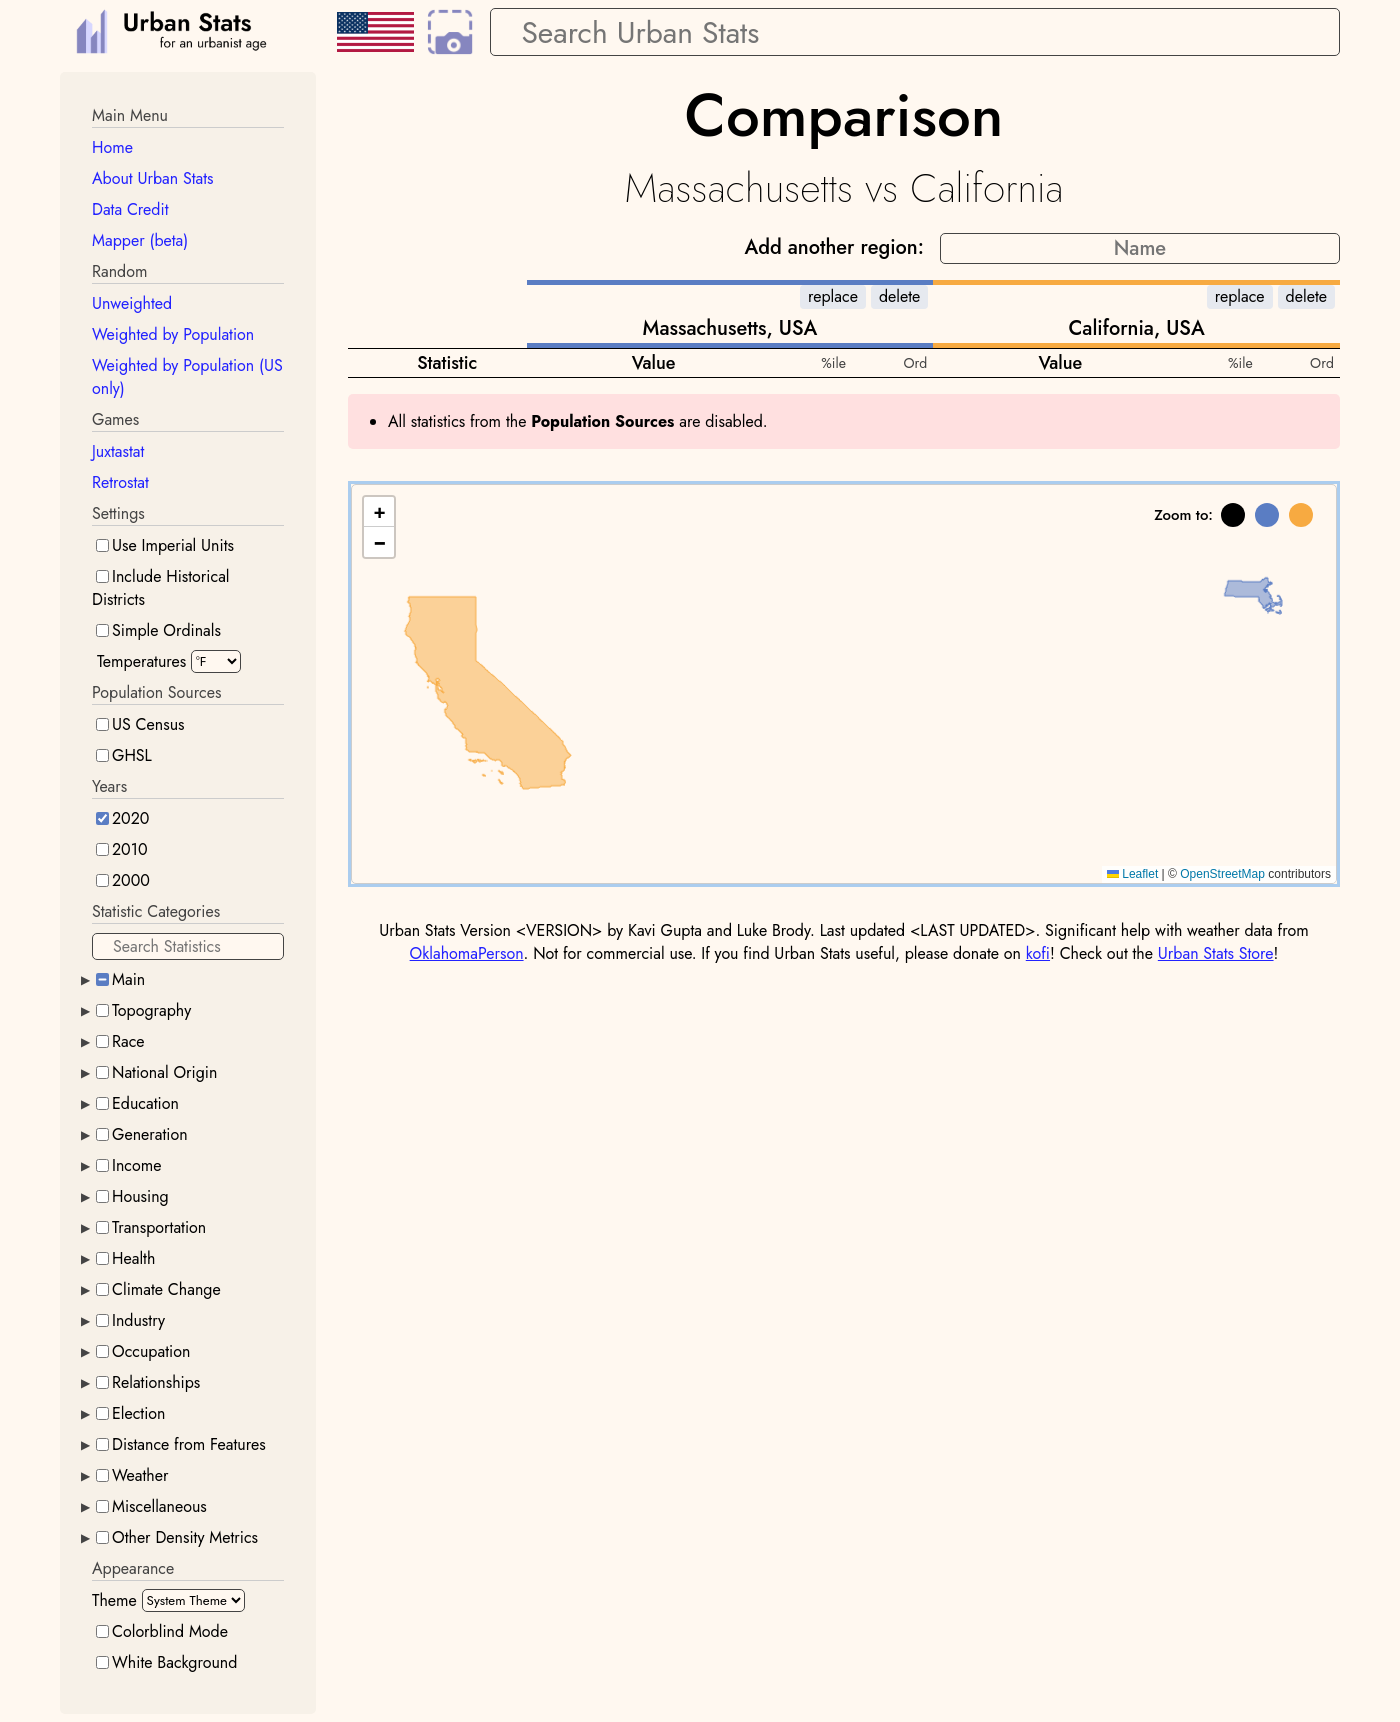 Urban Stats
for an urbanist age
Search Urban Stats
Main Menu
Home
About Urban Stats
Data Credit
Mapper (beta)
Random
Unweighted
Weighted by Population
Weighted by Population (US
only)
Games
Juxtastat
Retrostat
Settings
Use Imperial Units
Include Historical
Districts
Simple Ordinals
Temperatures °F
Population Sources
US Census
GHSL
Years
2020
2010
2000
Statistic Categories
Search Statistics
Main
Topography
Race
National Origin
Education
Generation
Income
Housing
Transportation
Health
Climate Change
Industry
Occupation
Relationships
Election
Distance from Features
Weather
Miscellaneous
Other Density Metrics
Appearance
Theme System Theme
Colorblind Mode
White Background
Comparison
Massachusetts vs California
Add another region: Name
replace delete replace delete
Massachusetts, USA California, USA
Statistic Value %ile Ord Value %ile Ord
All statistics from the Population Sources are disabled.
+
−
Zoom to:
Leaflet | © OpenStreetMap contributors
Urban Stats Version <VERSION> by Kavi Gupta and Luke Brody. Last updated <LAST UPDATED>. Significant help with weather data from
OklahomaPerson. Not for commercial use. If you find Urban Stats useful, please donate on kofi! Check out the Urban Stats Store!